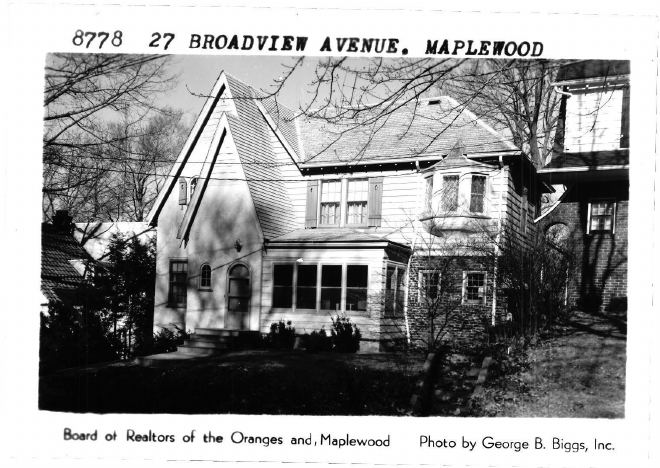 8778 27 BROADVIEW AVENUE. MAPLEWOOD
Board of Realtors of the Oranges and, Maplewood Photo by George B. Biggs, Inc.